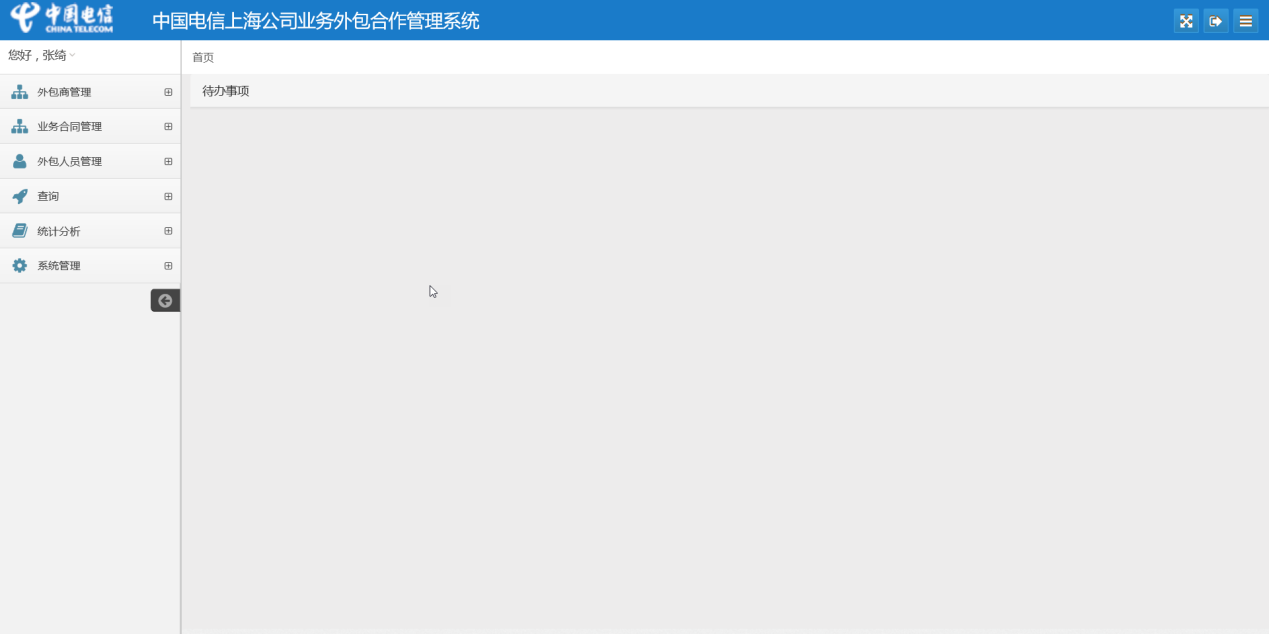 中国电信
CHINA TELECOM
中国电信上海公司业务外包合作管理系统
您好，张绮
首页
待办事项
外包商管理
业务合同管理
外包人员管理
查询
统计分析
系统管理